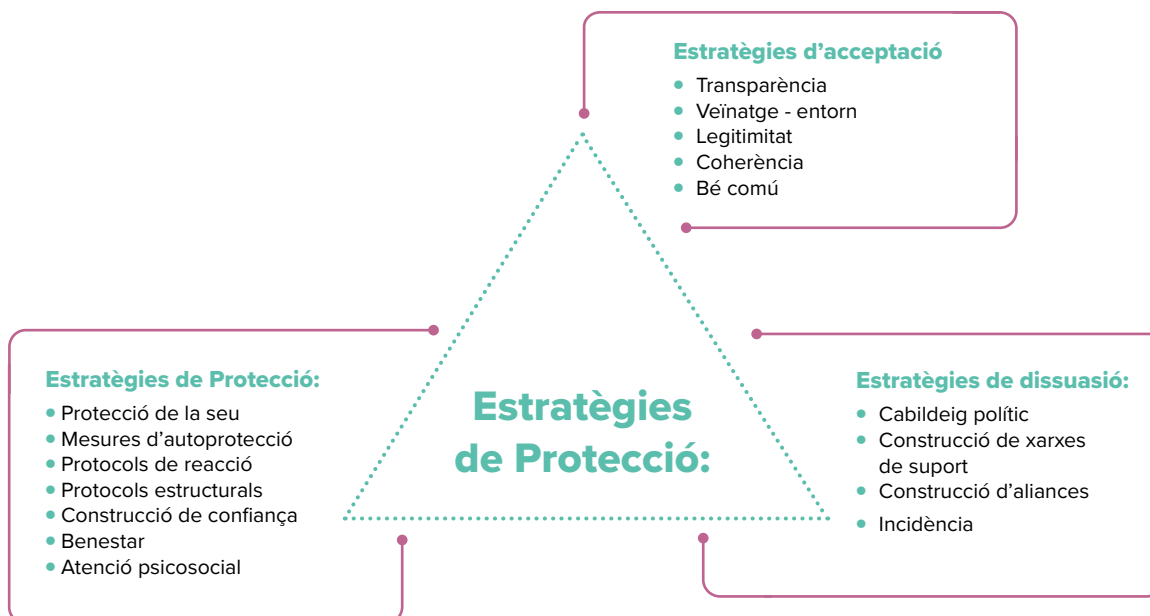 Estratègies d’acceptació
• Transparència
• Veïnatge - entorn
• Legitimitat
• Coherència
• Bé comú
Estratègies de Protecció:
• Protecció de la seu
• Mesures d’autoprotecció
• Protocols de reacció
• Protocols estructurals
• Construcció de confiança
• Benestar
• Atenció psicosocial
Estratègies
de Protecció:
Estratègies de dissuasió:
• Cabildeig polític
• Construcció de xarxes
de suport
• Construcció d’aliances
• Incidència